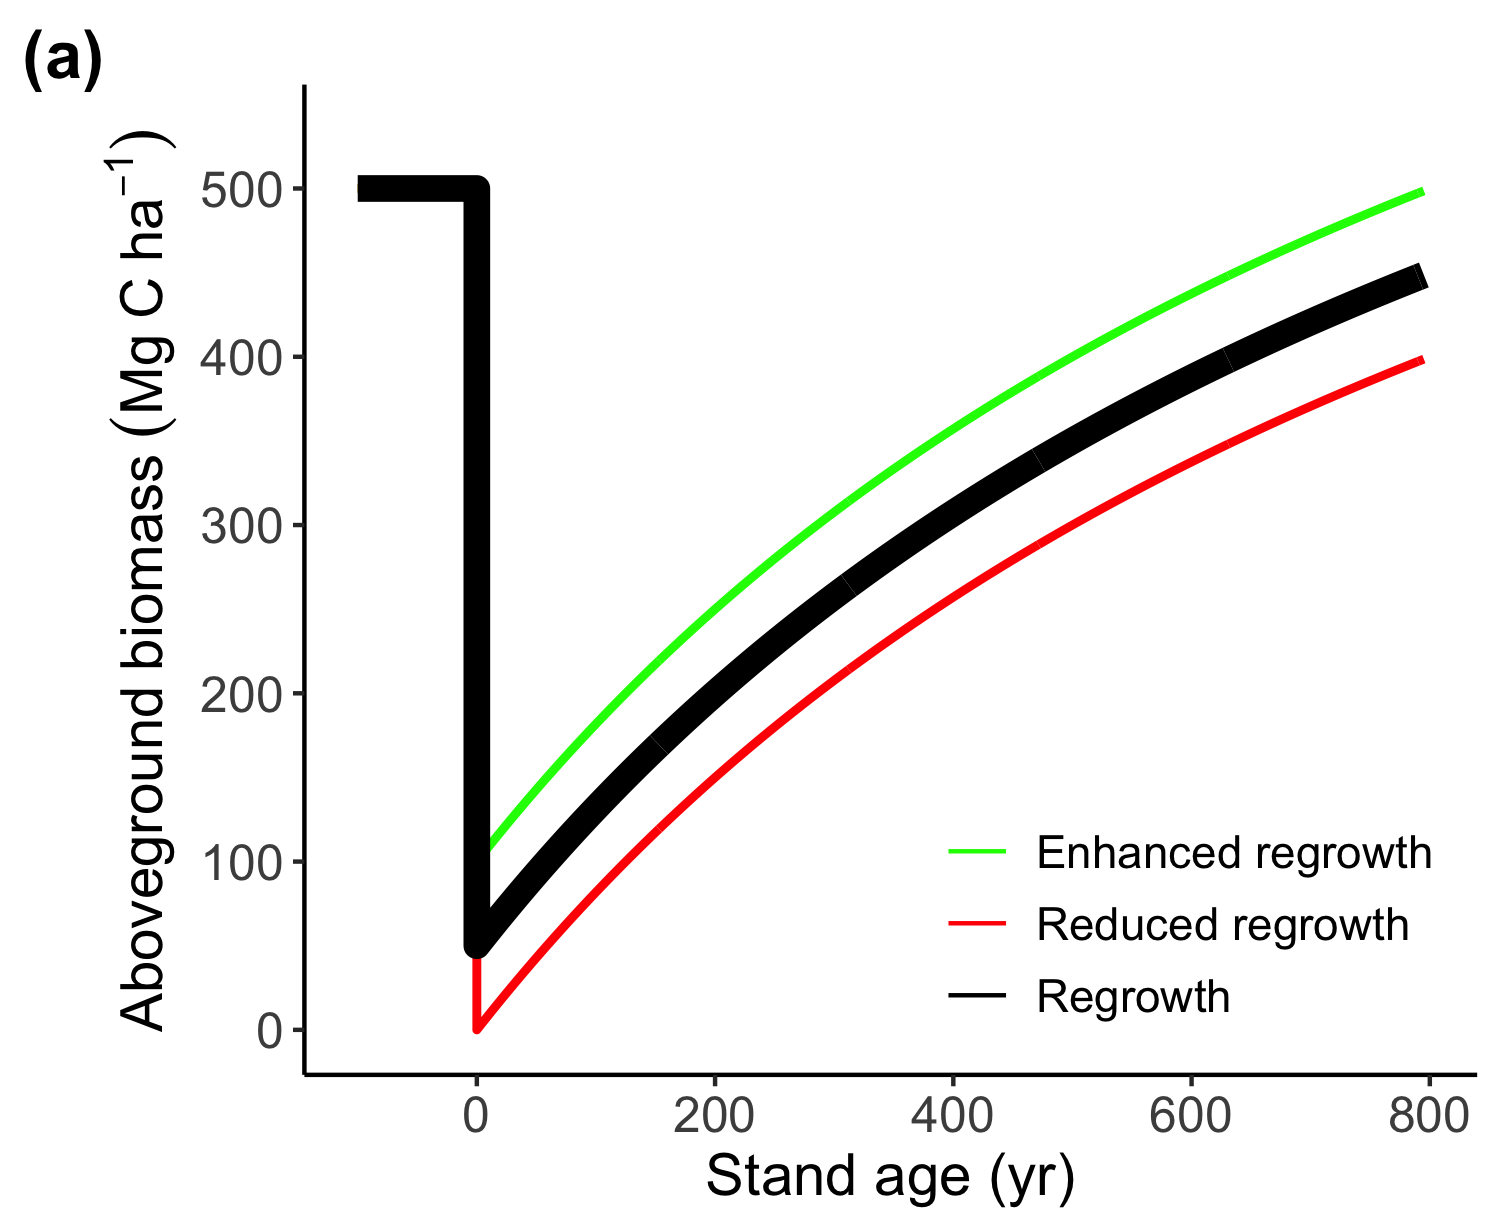 (a)
Aboveground biomass (Mg C ha⁻¹)
500
400
300
200
100
0
Enhanced regrowth
Reduced regrowth
Regrowth
0 200 400 600 800
Stand age (yr)